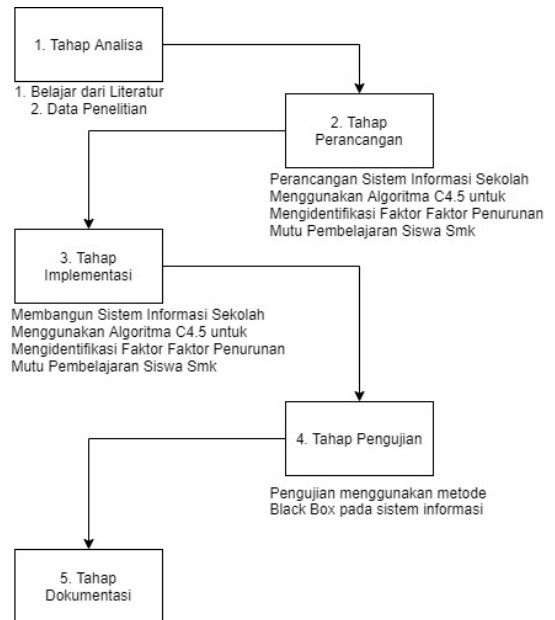 1. Tahap Analisa
1. Belajar dari Literatur
2. Data Penelitian
2. Tahap
Perancangan
Perancangan Sistem Informasi Sekolah
Menggunakan Algoritma C4.5 untuk
Mengidentifikasi Faktor Faktor Penurunan
Mutu Pembelajaran Siswa Smk
3. Tahap
Implementasi
Membangun Sistem Informasi Sekolah
Menggunakan Algoritma C4.5 untuk
Mengidentifikasi Faktor Faktor Penurunan
Mutu Pembelajaran Siswa Smk
4. Tahap Pengujian
Pengujian menggunakan metode
Black Box pada sistem informasi
5. Tahap
Dokumentasi